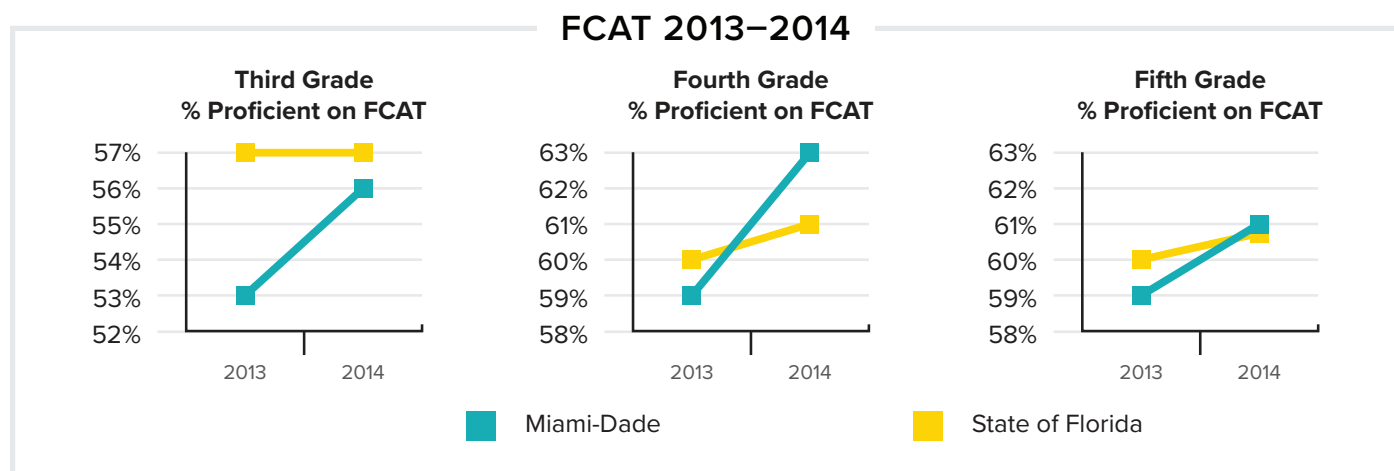 FCAT 2013–2014
Third Grade
% Proficient on FCAT
57%
56%
55%
54%
53%
52%
2013 2014
Fourth Grade
% Proficient on FCAT
63%
62%
61%
60%
59%
58%
2013 2014
Fifth Grade
% Proficient on FCAT
63%
62%
61%
60%
59%
58%
2013 2014
Miami-Dade
State of Florida